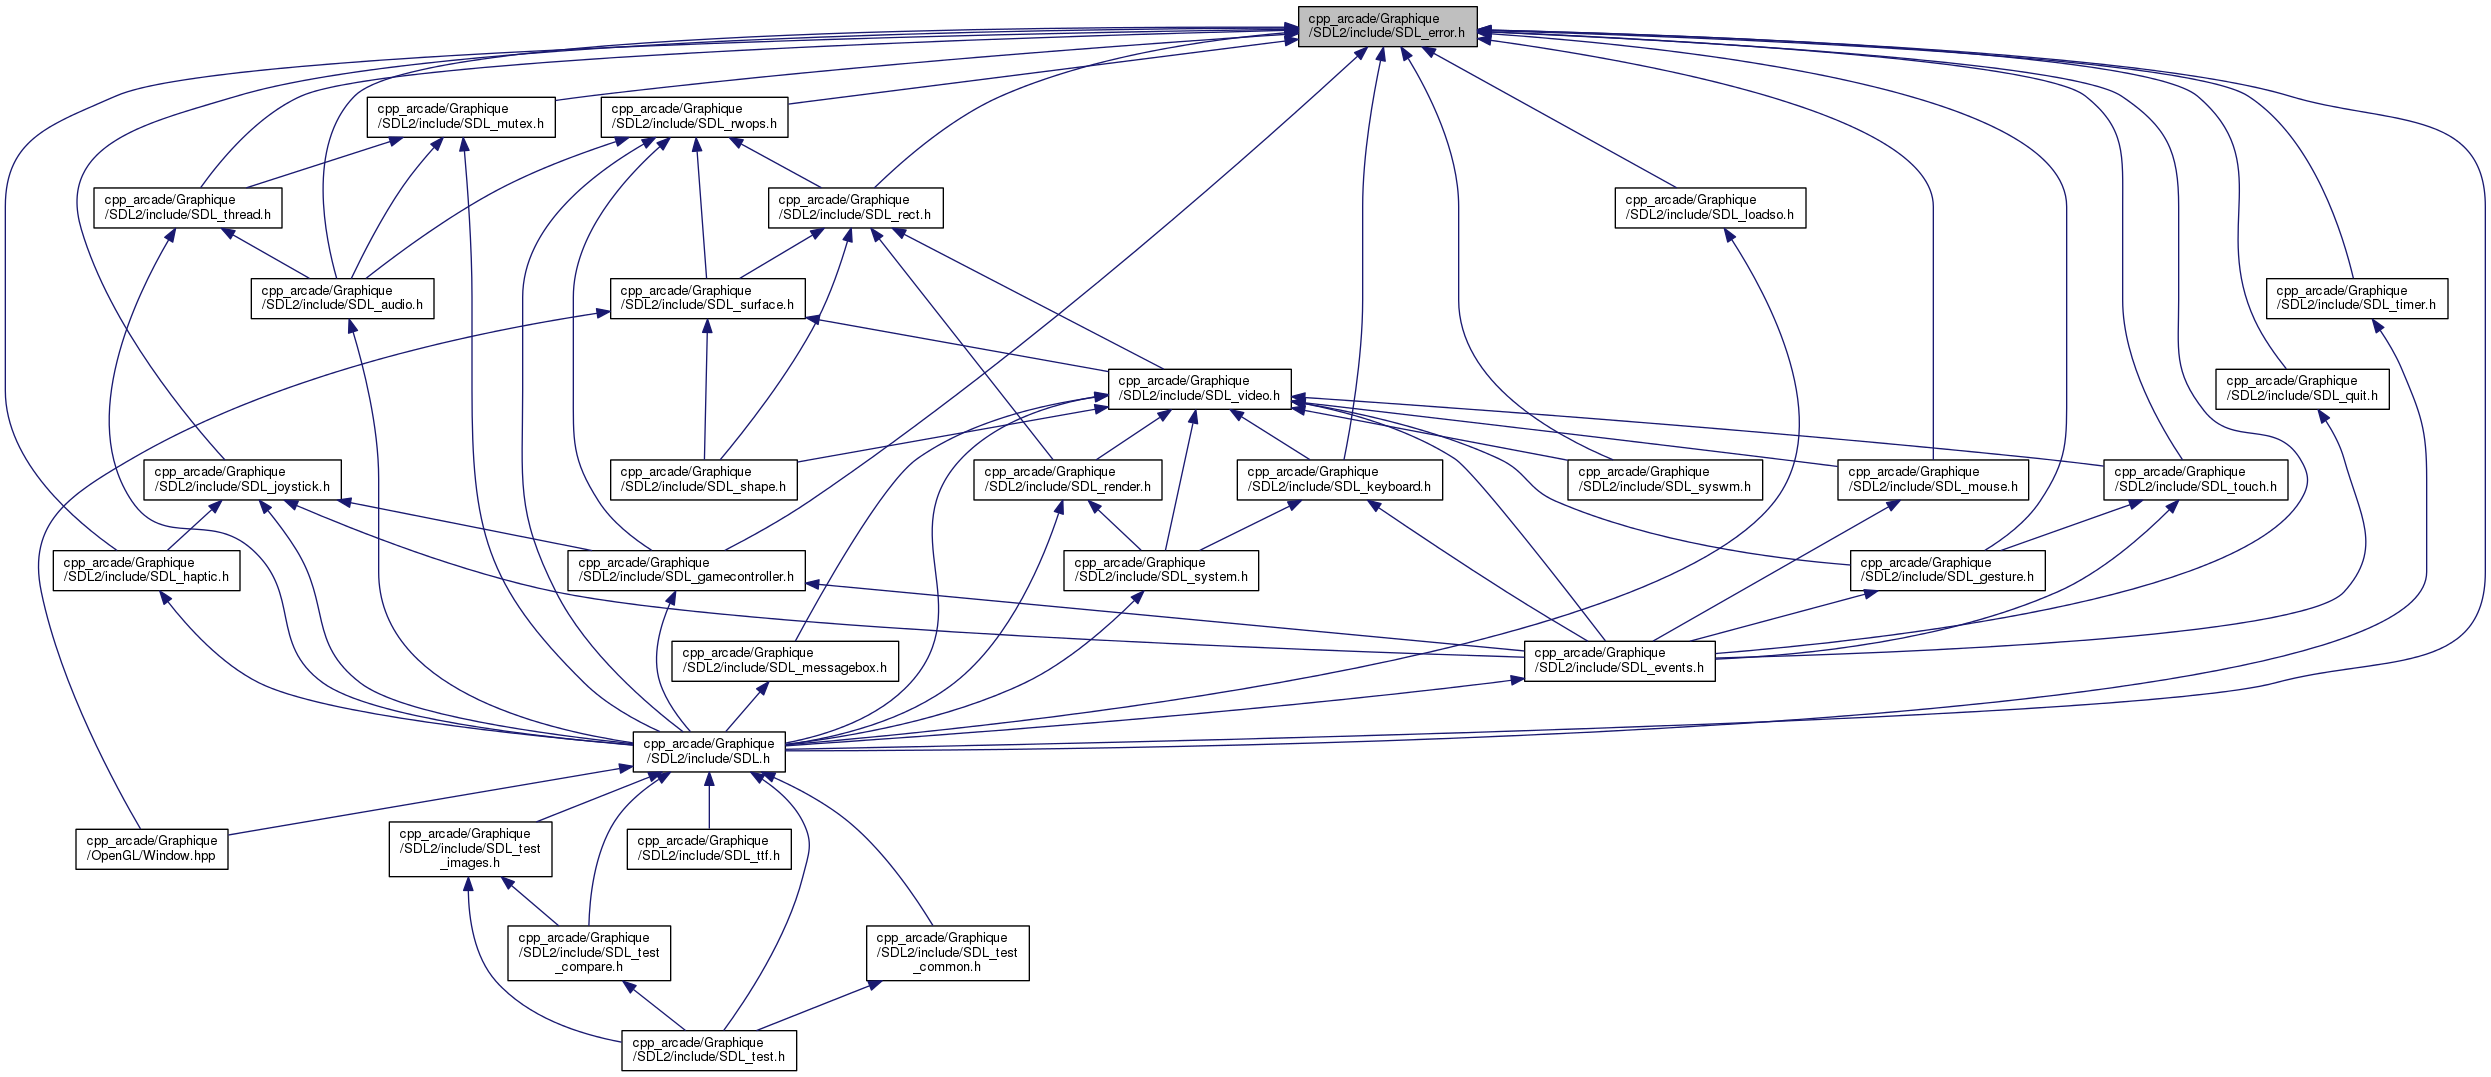 cpp_arcade/Graphique
/SDL2/include/SDL_error.h
cpp_arcade/Graphique
/SDL2/include/SDL_mutex.h
cpp_arcade/Graphique
/SDL2/include/SDL_rwops.h
cpp_arcade/Graphique
/SDL2/include/SDL_thread.h
cpp_arcade/Graphique
/SDL2/include/SDL_rect.h
cpp_arcade/Graphique
/SDL2/include/SDL_loadso.h
cpp_arcade/Graphique
/SDL2/include/SDL_audio.h
cpp_arcade/Graphique
/SDL2/include/SDL_surface.h
cpp_arcade/Graphique
/SDL2/include/SDL_timer.h
cpp_arcade/Graphique
/SDL2/include/SDL_video.h
cpp_arcade/Graphique
/SDL2/include/SDL_quit.h
cpp_arcade/Graphique
/SDL2/include/SDL_joystick.h
cpp_arcade/Graphique
/SDL2/include/SDL_shape.h
cpp_arcade/Graphique
/SDL2/include/SDL_render.h
cpp_arcade/Graphique
/SDL2/include/SDL_keyboard.h
cpp_arcade/Graphique
/SDL2/include/SDL_syswm.h
cpp_arcade/Graphique
/SDL2/include/SDL_mouse.h
cpp_arcade/Graphique
/SDL2/include/SDL_touch.h
cpp_arcade/Graphique
/SDL2/include/SDL_haptic.h
cpp_arcade/Graphique
/SDL2/include/SDL_gamecontroller.h
cpp_arcade/Graphique
/SDL2/include/SDL_system.h
cpp_arcade/Graphique
/SDL2/include/SDL_gesture.h
cpp_arcade/Graphique
/SDL2/include/SDL_messagebox.h
cpp_arcade/Graphique
/SDL2/include/SDL_events.h
cpp_arcade/Graphique
/SDL2/include/SDL.h
cpp_arcade/Graphique
/OpenGL/Window.hpp
cpp_arcade/Graphique
/SDL2/include/SDL_test
_images.h
cpp_arcade/Graphique
/SDL2/include/SDL_ttf.h
cpp_arcade/Graphique
/SDL2/include/SDL_test
_compare.h
cpp_arcade/Graphique
/SDL2/include/SDL_test
_common.h
cpp_arcade/Graphique
/SDL2/include/SDL_test.h